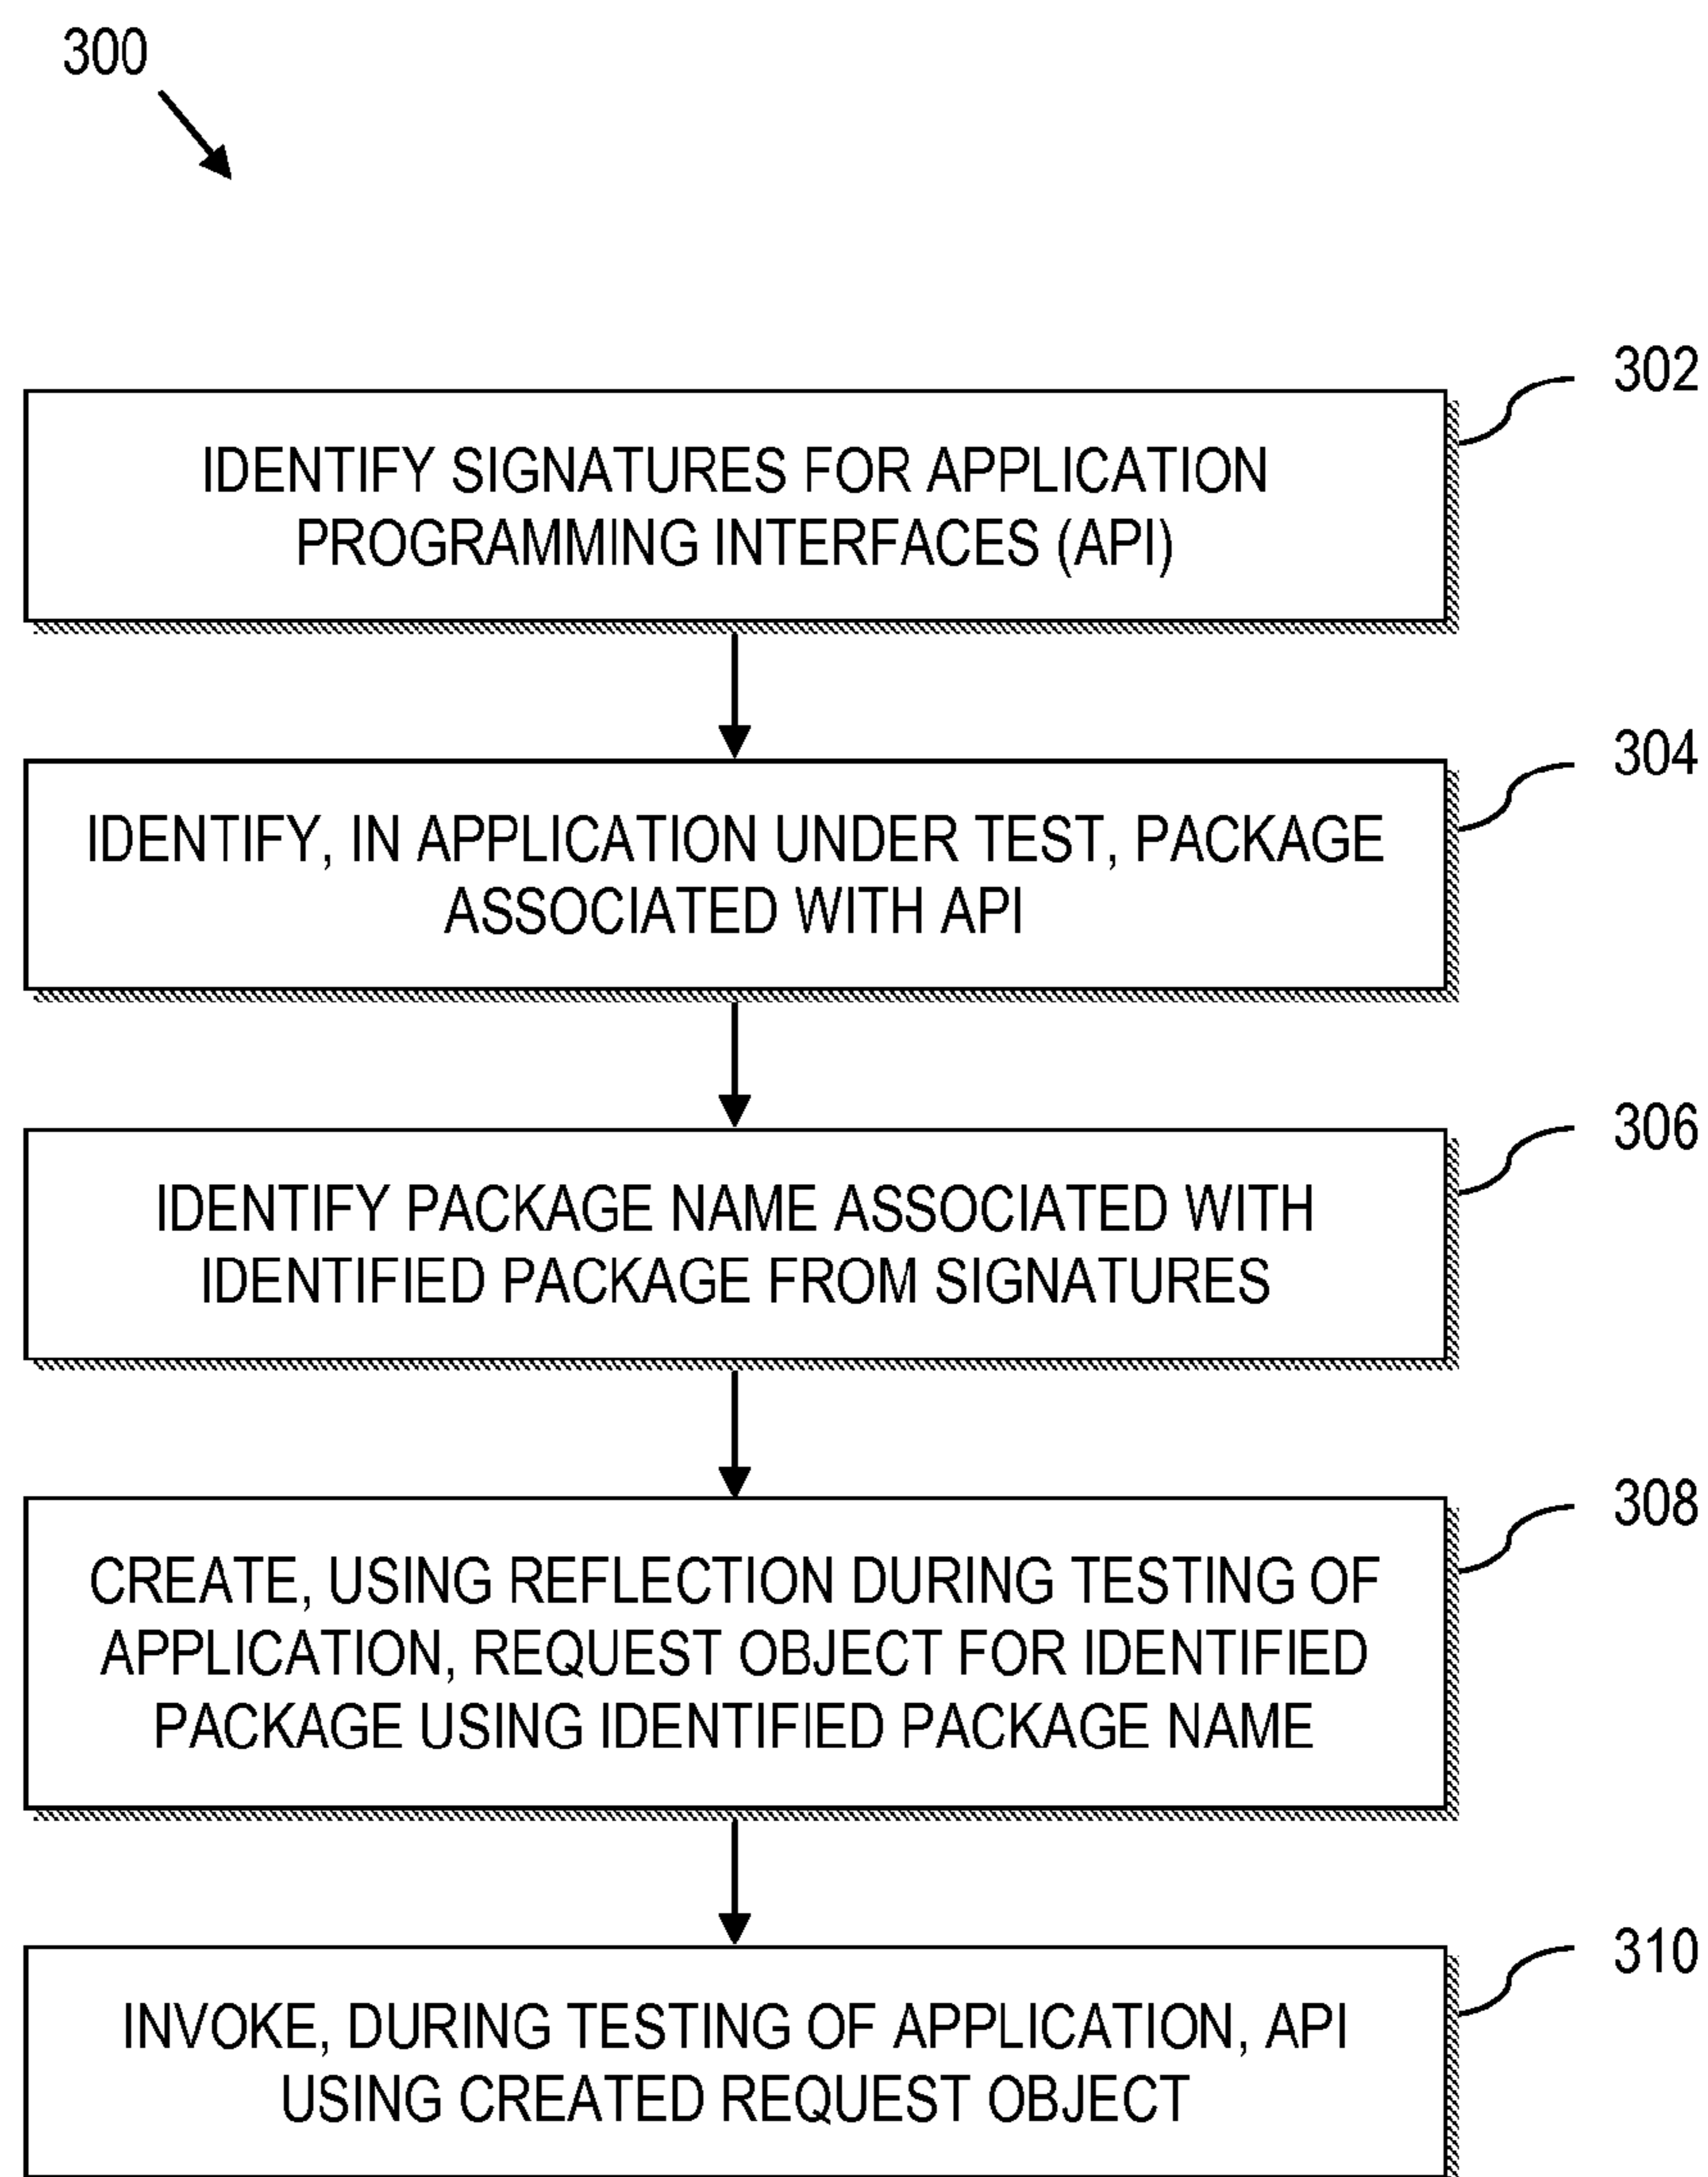 300
302
IDENTIFY SIGNATURES FOR APPLICATION
PROGRAMMING INTERFACES (API)
304
IDENTIFY, IN APPLICATION UNDER TEST, PACKAGE
ASSOCIATED WITH API
306
IDENTIFY PACKAGE NAME ASSOCIATED WITH
IDENTIFIED PACKAGE FROM SIGNATURES
308
CREATE, USING REFLECTION DURING TESTING OF
APPLICATION, REQUEST OBJECT FOR IDENTIFIED
PACKAGE USING IDENTIFIED PACKAGE NAME
310
INVOKE, DURING TESTING OF APPLICATION, API
USING CREATED REQUEST OBJECT